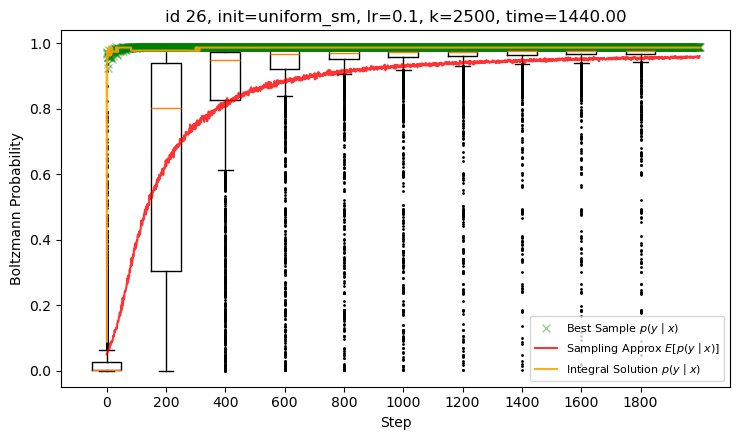 id 26, init=uniform_sm, lr=0.1, k=2500, time=1440.00
Boltzmann Probability
1.0
0.8
0.6
0.4
0.2
0.0
0 200 400 600 800 1000 1200 1400 1600 1800
Step
Best Sample p(y | x)
Sampling Approx E[p(y | x)]
Integral Solution p(y | x)